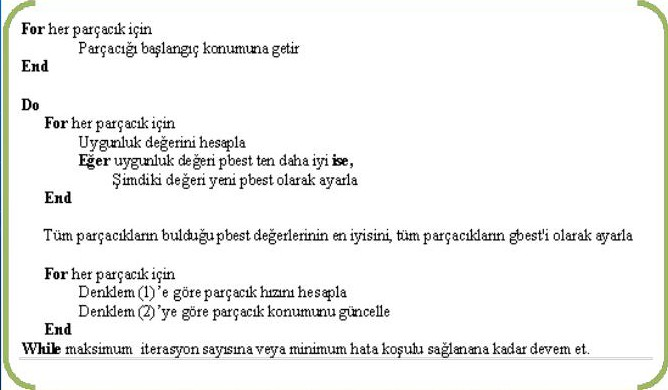 For her parçacık için
Parçacığı başlangıç konumuna getir
End
Do
For her parçacık için
Uygunluk değerini hesapla
Eğer uygunluk değeri pbest ten daha iyi ise,
Şimdiki değeri yeni pbest olarak ayarla
End
Tüm parçacıkların bulduğu pbest değerlerinin en iyisini, tüm parçacıkların gbest'i olarak ayarla
For her parçacık için
Denklem (1)’e göre parçacık hızını hesapla
Denklem (2)’ye göre parçacık konumunu güncelle
End
While maksimum iterasyon sayısına veya minimum hata koşulu sağlanana kadar devem et.